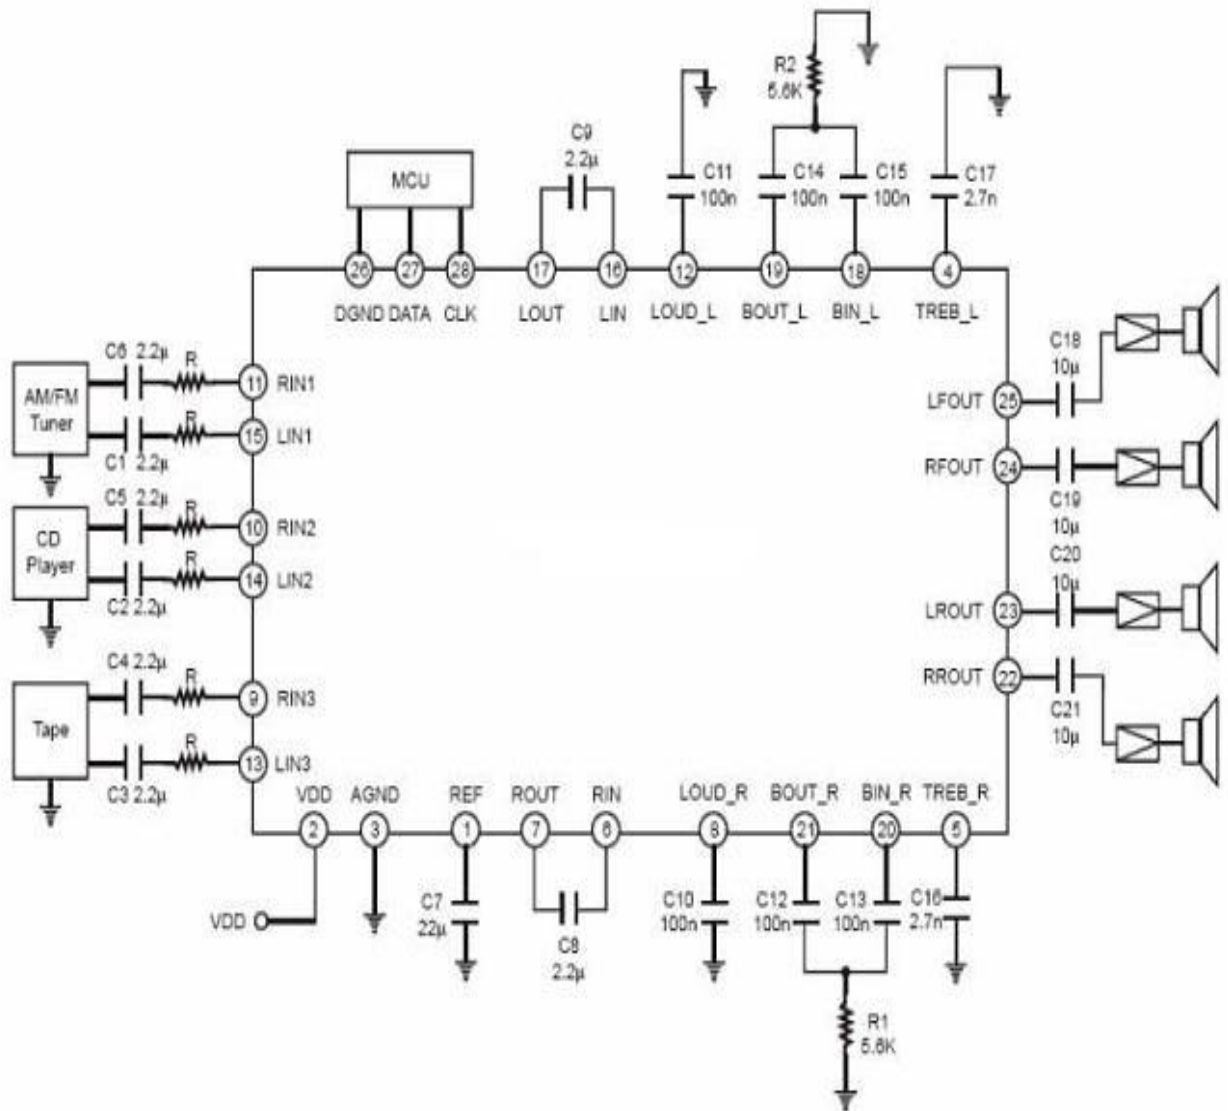 R2
5.6K
C9
2.2µ
MCU
C11
100n
C14
100n
C15
100n
C17
2.7n
26
27
28
17
16
12
19
18
4
DGND DATA CLK
LOUT
LIN
LOUD_L
BOUT_L
BIN_L
TREB_L
C6 2.2µ
R
AM/FM
Tuner
11
RIN1
R
15
LIN1
C1 2.2µ
C5 2.2µ
R
CD
Player
10
RIN2
R
14
LIN2
C2 2.2µ
C4 2.2µ
R
Tape
9
RIN3
R
13
LIN3
C3 2.2µ
C18
10µ
LFOUT
25
RFOUT
24
C19
10µ
C20
10µ
LROUT
23
RROUT
22
C21
10µ
VDD
AGND
REF
ROUT
RIN
LOUD_R
BOUT_R
BIN_R
TREB_R
2
3
1
7
6
8
21
20
5
VDD
C7
22µ
C8
2.2µ
C10
100n
C12
100n
C13
100n
C16
2.7n
R1
5.6K